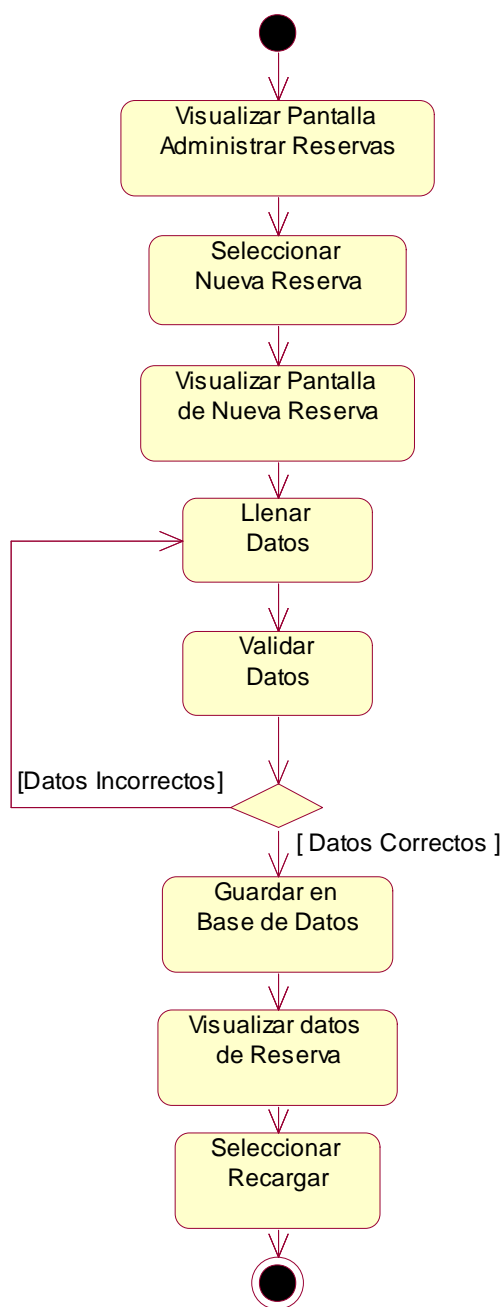 Visualizar Pantalla
Administrar Reservas
Seleccionar
Nueva Reserva
Visualizar Pantalla
de Nueva Reserva
Llenar
Datos
Validar
Datos
[Datos Incorrectos]
[ Datos Correctos ]
Guardar en
Base de Datos
Visualizar datos
de Reserva
Seleccionar
Recargar